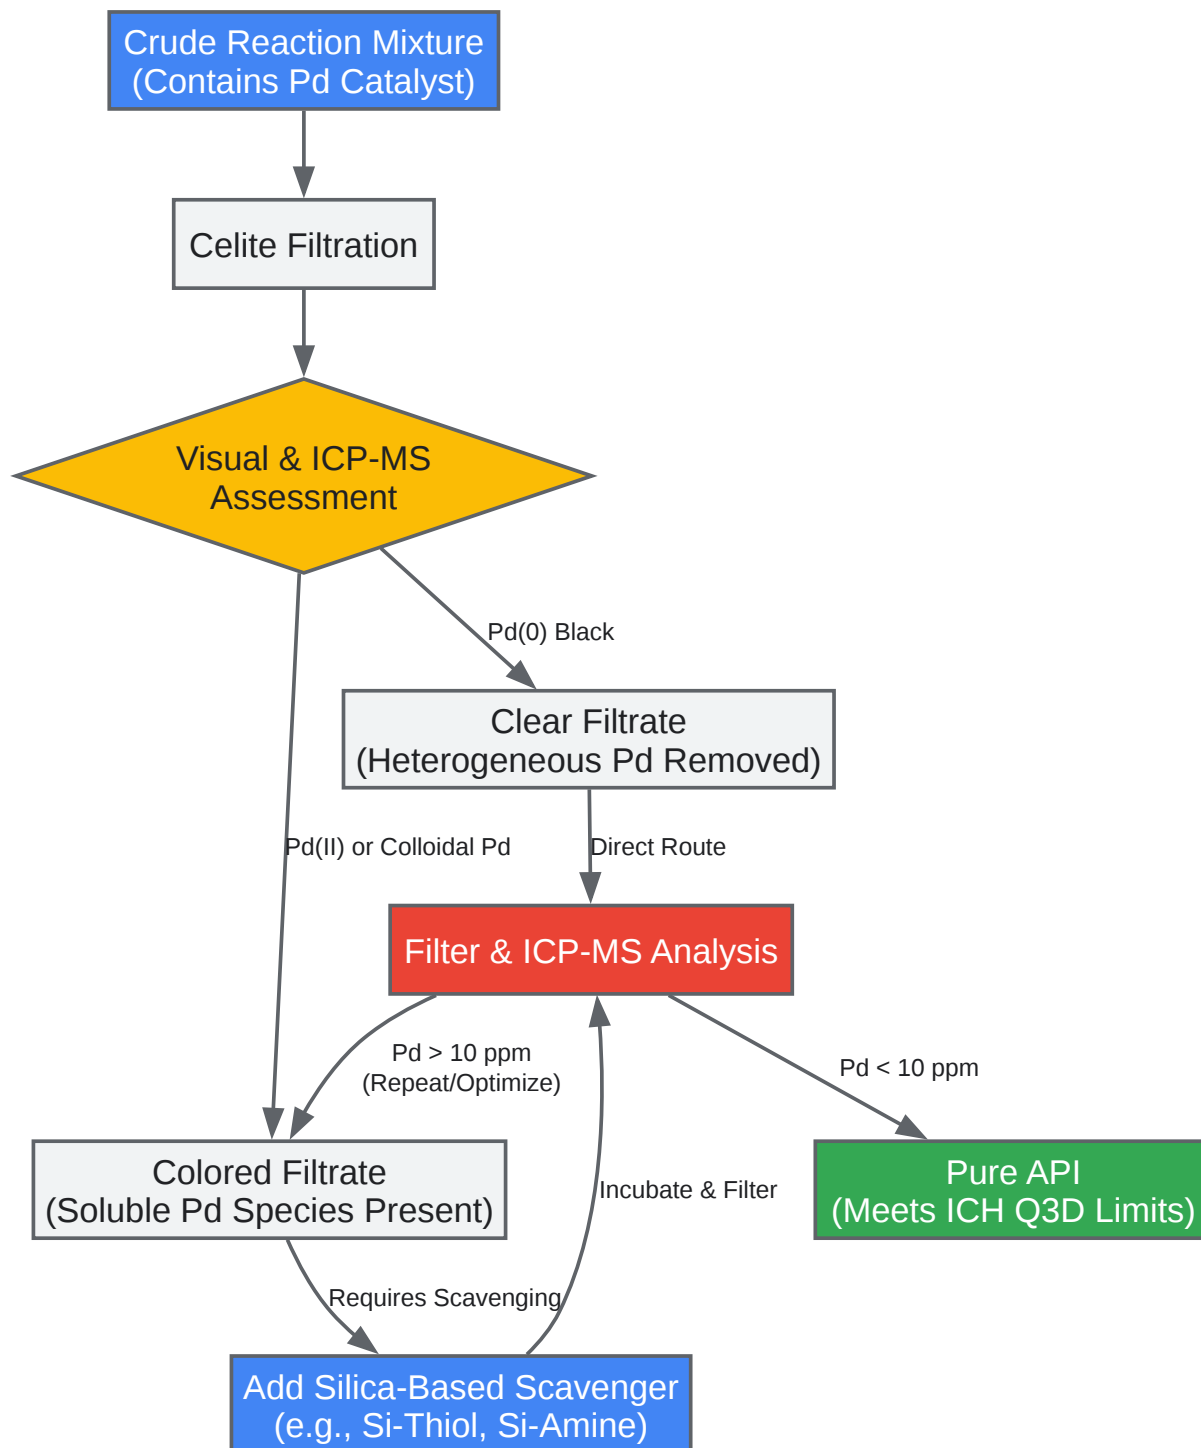 Crude Reaction Mixture
(Contains Pd Catalyst)
Celite Filtration
Visual & ICP-MS
Assessment
Pd(0) Black
Clear Filtrate
(Heterogeneous Pd Removed)
Pd(II) or Colloidal Pd
Direct Route
Filter & ICP-MS Analysis
Pd > 10 ppm
(Repeat/Optimize)
Pd < 10 ppm
Colored Filtrate
(Soluble Pd Species Present)
Incubate & Filter
Pure API
(Meets ICH Q3D Limits)
Requires Scavenging
Add Silica-Based Scavenger
(e.g., Si-Thiol, Si-Amine)